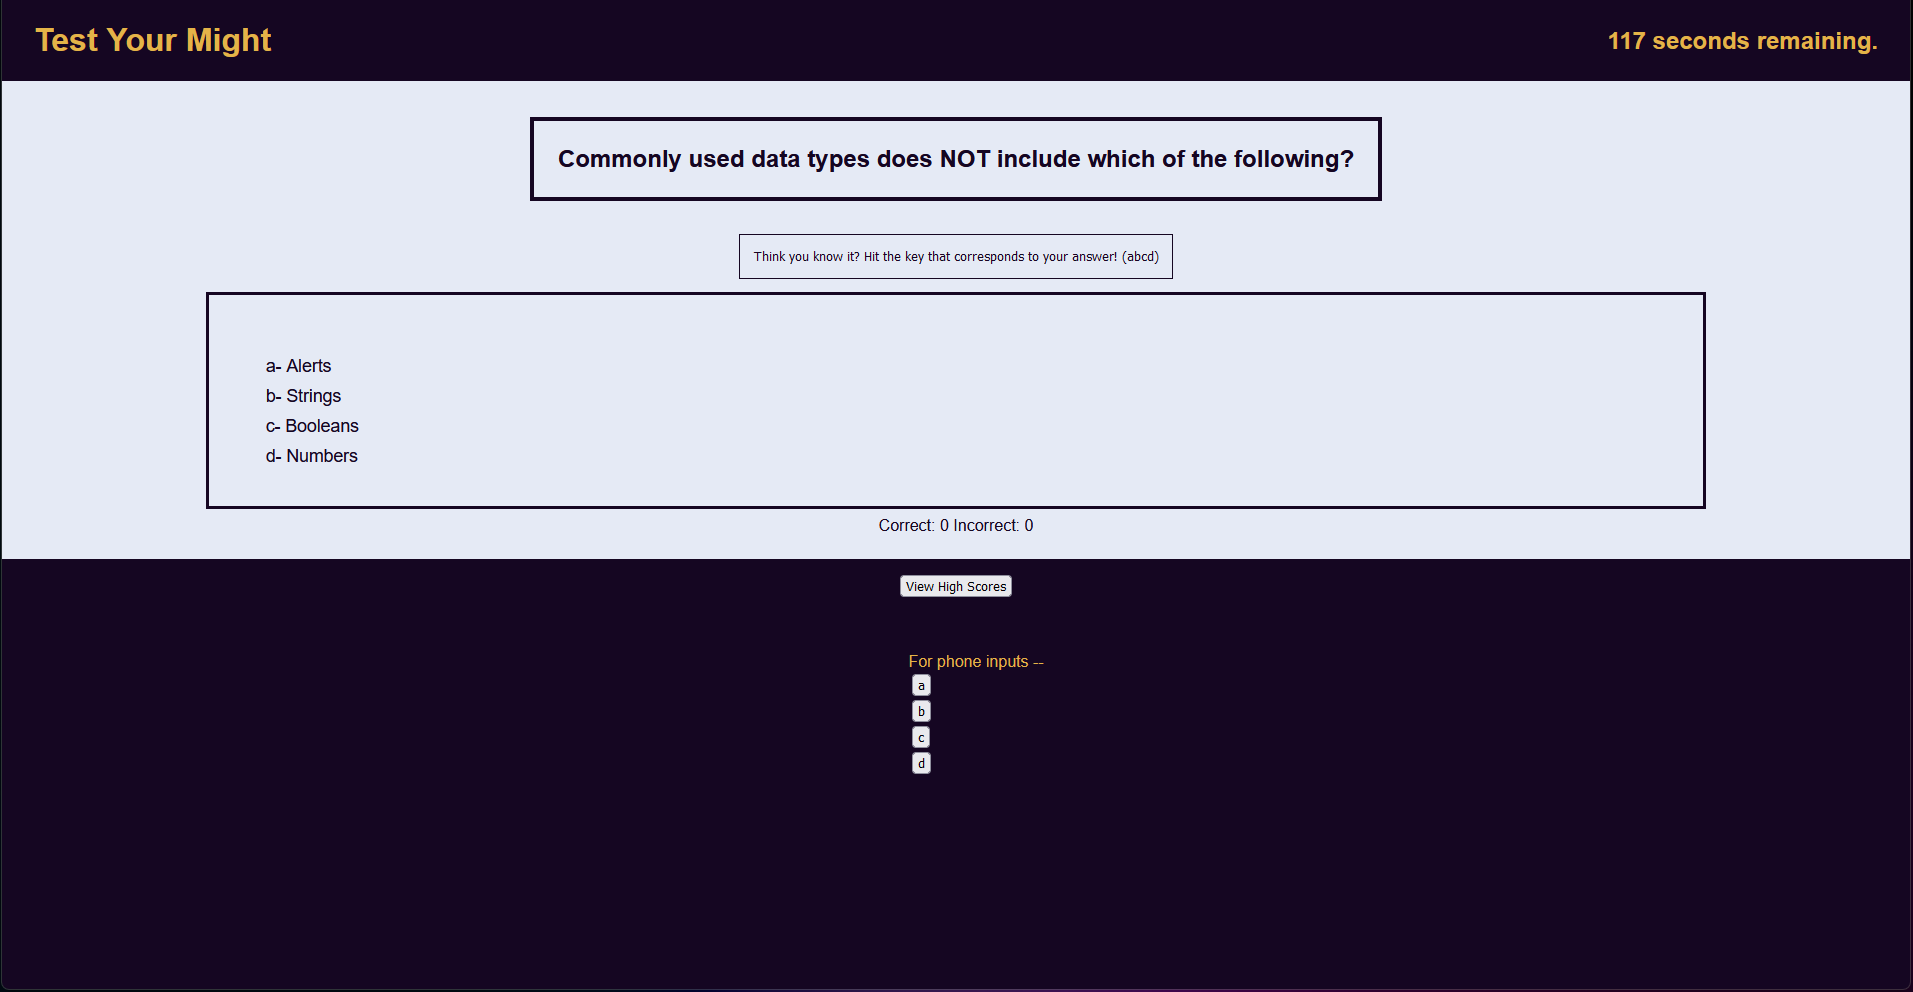 Test Your Might
117 seconds remaining.
Commonly used data types does NOT include which of the following?
Think you know it? Hit the key that corresponds to your answer! (abcd)
a- Alerts
b- Strings
c- Booleans
d- Numbers
Correct: 0 Incorrect: 0
View High Scores
For phone inputs --
a
b
c
d